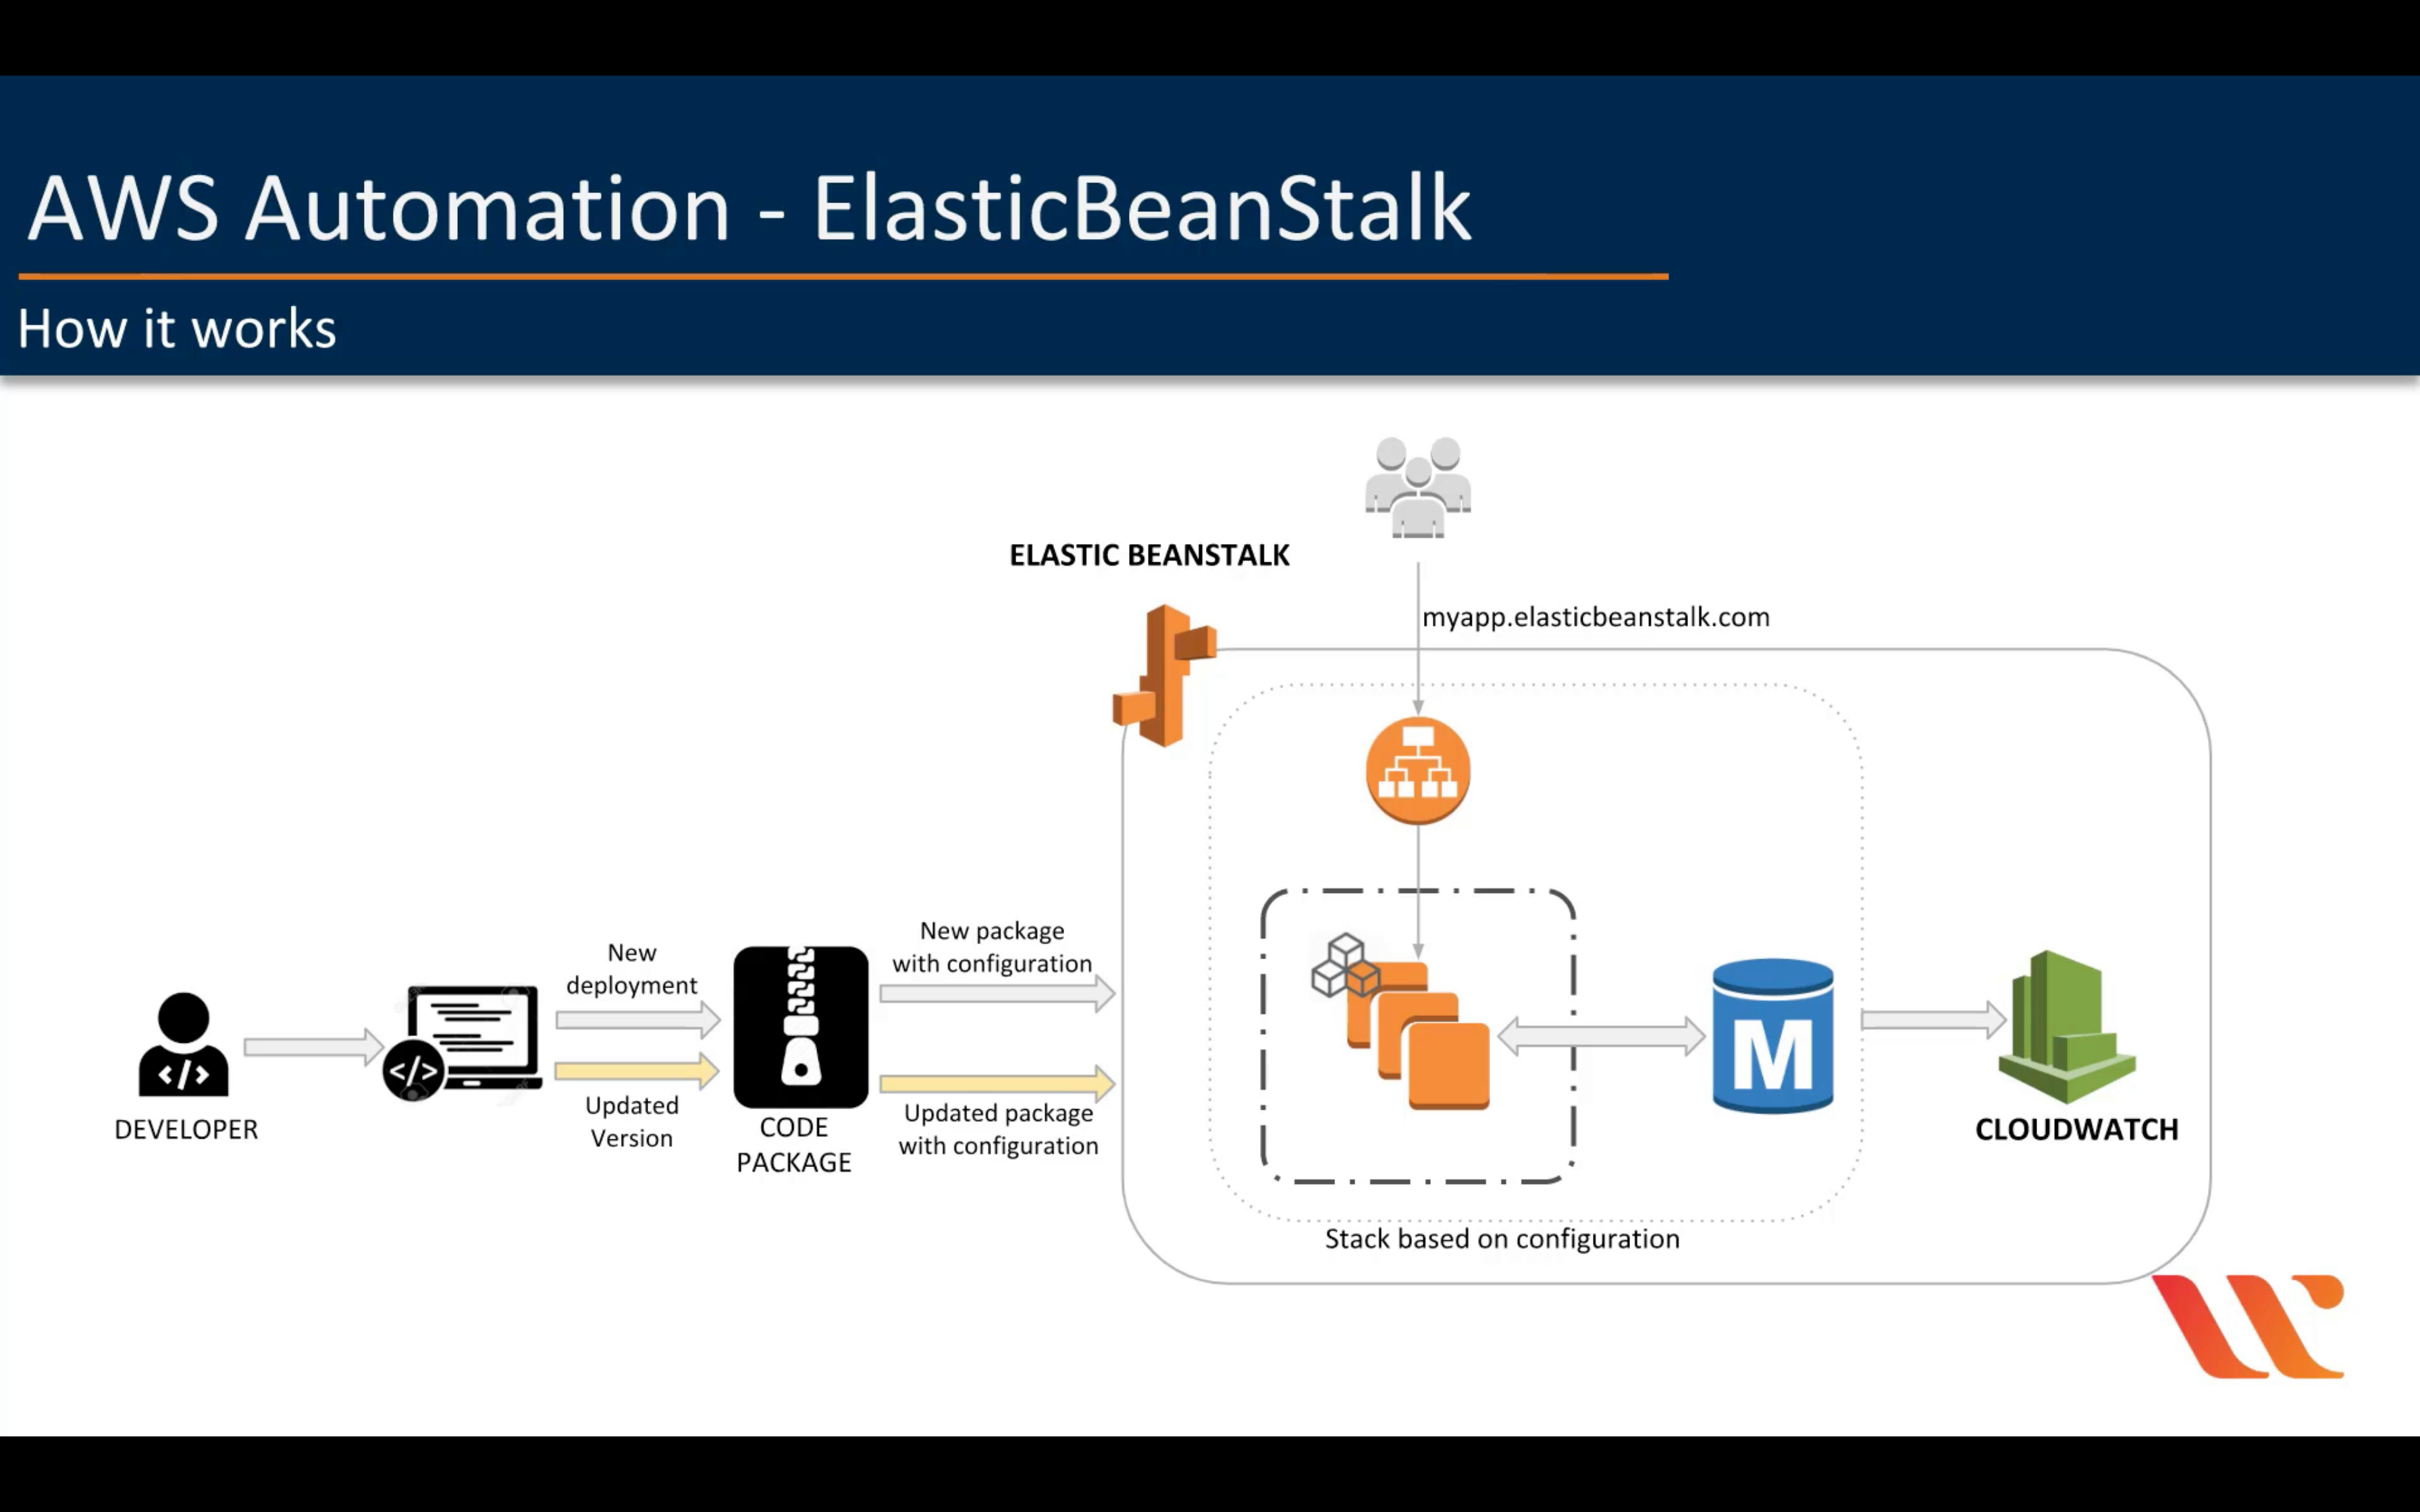 AWS Automation - ElasticBeanStalk
How it works
ELASTIC BEANSTALK
myapp.elasticbeanstalk.com
New
deployment
New package
with configuration
</>
</>
M
DEVELOPER
Updated
Version
CODE
PACKAGE
Updated package
with configuration
CLOUDWATCH
Stack based on configuration